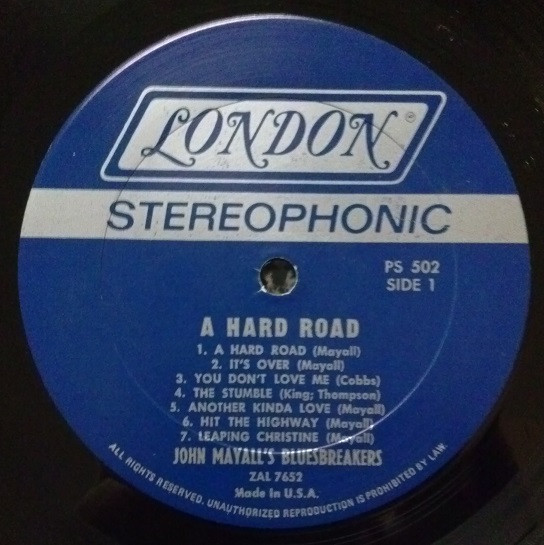 LONDON®
STEREOPHONIC
PS 502
SIDE 1
A HARD ROAD
1. A HARD ROAD (Mayall)
2. IT'S OVER (Mayall)
3. YOU DON'T LOVE ME (Cobbs)
4. THE STUMBLE (King; Thompson)
5. ANOTHER KINDA LOVE (Mayall)
6. HIT THE HIGHWAY (Mayall)
7. LEAPING CHRISTINE (Mayall)
JOHN MAYALL'S BLUESBREAKERS
ZAL 7652
Made in U.S.A.
ALL RIGHTS RESERVED. UNAUTHORIZED REPRODUCTION IS PROHIBITED BY LAW.